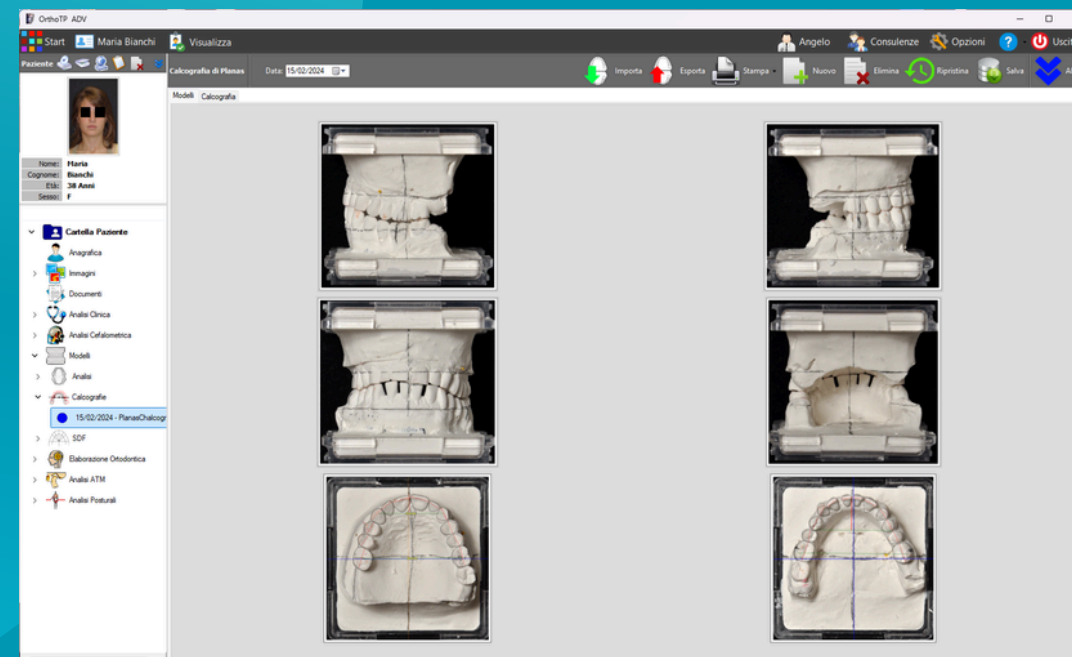 OrthoTP ADV
Start Maria Bianchi Visualizza Angelo Consulenze Opzioni ? Uscit
Paziente
Calcografia di Planas Data: 15/02/2024 Importa Esporta Stampa Nuovo Elimina Ripristina Salva
Modelli Calcografia
Nome: Maria
Cognome: Bianchi
Età: 38 Anni
Sesso: F
Cartella Paziente
Anagrafica
Immagini
Documenti
Analisi Clinica
Analisi Cefalometrica
Modelli
Analisi
Calcografie
15/02/2024 - PlanasChalcogr
SDF
Elaborazione Ortodontica
Analisi ATM
Analisi Posturali